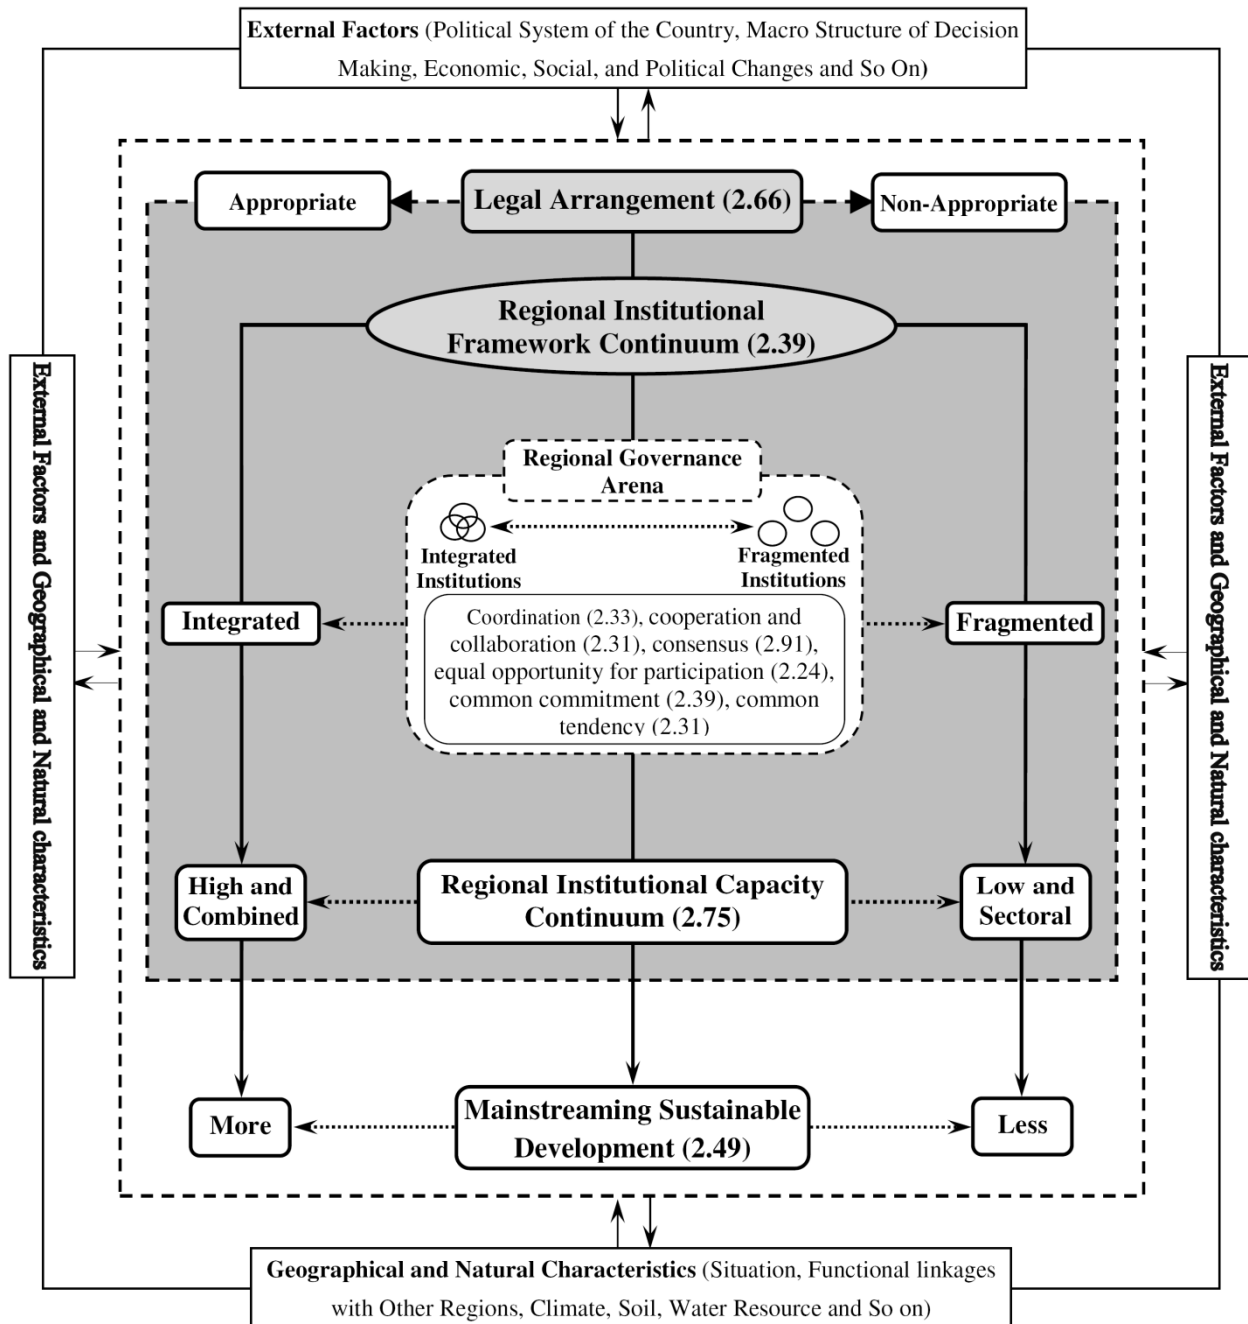 External Factors (Political System of the Country, Macro Structure of Decision
Making, Economic, Social, and Political Changes and So On)
Appropriate
Legal Arrangement (2.66)
Non-Appropriate
Regional Institutional
Framework Continuum (2.39)
External Factors and Geographical and Natural characteristics
External Factors and Geographical and Natural characteristics
Regional Governance
Arena
Integrated
Institutions
Fragmented
Institutions
Integrated
Coordination (2.33), cooperation and
collaboration (2.31), consensus (2.91),
equal opportunity for participation (2.24),
common commitment (2.39), common
tendency (2.31)
Fragmented
High and
Combined
Regional Institutional Capacity
Continuum (2.75)
Low and
Sectoral
More
Mainstreaming Sustainable
Development (2.49)
Less
Geographical and Natural Characteristics (Situation, Functional linkages
with Other Regions, Climate, Soil, Water Resource and So on)